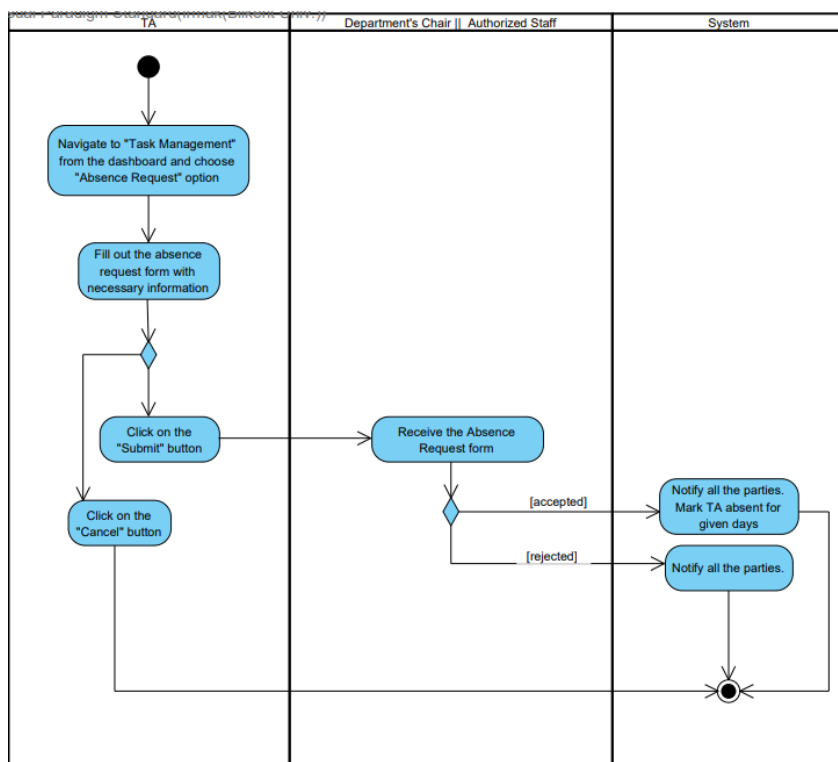 TA
Department's Chair || Authorized Staff
System
Navigate to "Task Management"
from the dashboard and choose
"Absence Request" option
Fill out the absence
request form with
necessary information
Click on the
"Submit" button
Receive the Absence
Request form
[accepted]
Notify all the parties.
Mark TA absent for
given days
Click on the
"Cancel" button
[rejected]
Notify all the parties.